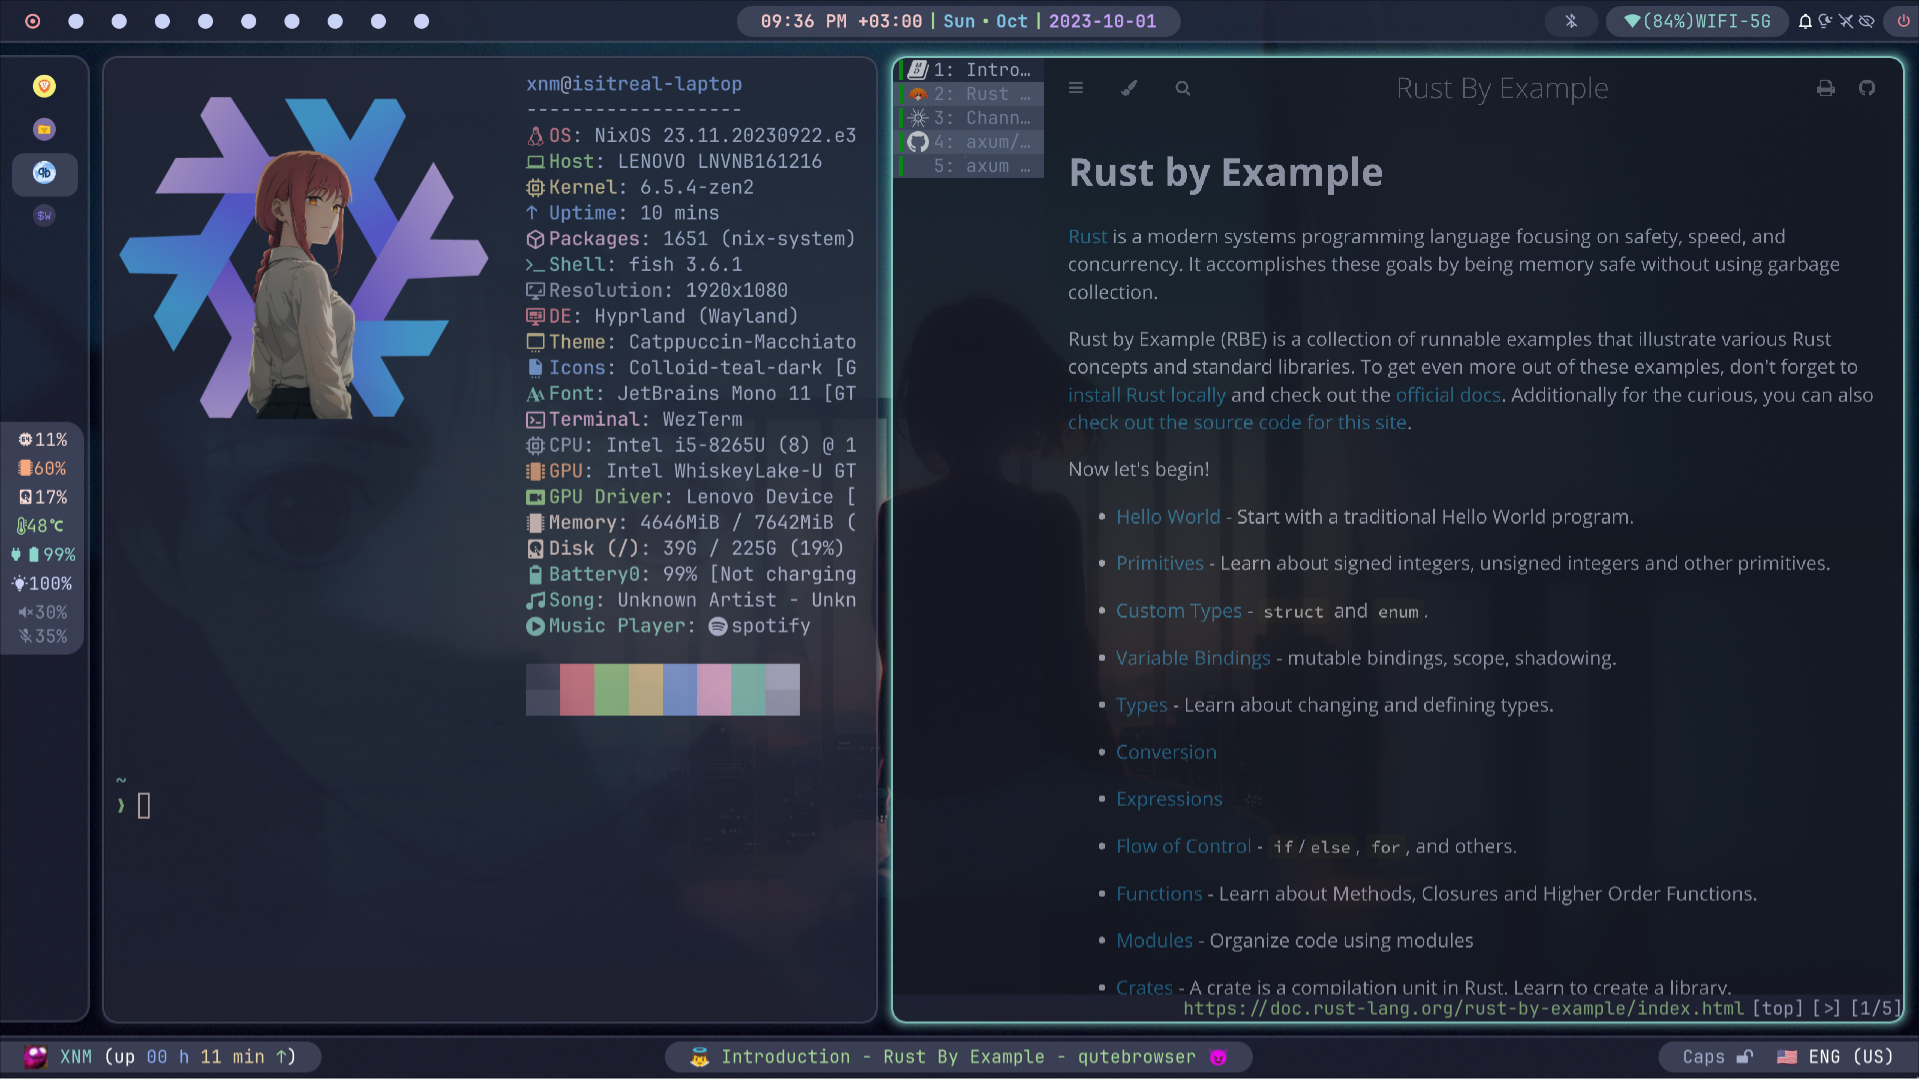 09:36 PM +03:00 | Sun • Oct | 2023-10-01
(84%)WIFI-5G
$W
11%
60%
17%
48℃
99%
100%
30%
35%
xnm@isitreal-laptop
-------------------
OS: NixOS 23.11.20230922.e3
Host: LENOVO LNVNB161216
Kernel: 6.5.4-zen2
Uptime: 10 mins
Packages: 1651 (nix-system)
Shell: fish 3.6.1
Resolution: 1920x1080
DE: Hyprland (Wayland)
Theme: Catppuccin-Macchiato
Icons: Colloid-teal-dark [G
Font: JetBrains Mono 11 [GT
Terminal: WezTerm
CPU: Intel i5-8265U (8) @ 1
GPU: Intel WhiskeyLake-U GT
GPU Driver: Lenovo Device [
Memory: 4646MiB / 7642MiB (
Disk (/): 39G / 225G (19%)
Battery0: 99% [Not charging
Song: Unknown Artist - Unkn
Music Player: spotify
~
❯
1: Intro…
2: Rust …
3: Chann…
4: axum/…
5: axum …
Rust By Example
Rust by Example
Rust is a modern systems programming language focusing on safety, speed, and
concurrency. It accomplishes these goals by being memory safe without using garbage
collection.
Rust by Example (RBE) is a collection of runnable examples that illustrate various Rust
concepts and standard libraries. To get even more out of these examples, don't forget to
install Rust locally and check out the official docs. Additionally for the curious, you can also
check out the source code for this site.
Now let's begin!
• Hello World - Start with a traditional Hello World program.
• Primitives - Learn about signed integers, unsigned integers and other primitives.
• Custom Types - struct and enum.
• Variable Bindings - mutable bindings, scope, shadowing.
• Types - Learn about changing and defining types.
• Conversion
• Expressions
• Flow of Control - if/else, for, and others.
• Functions - Learn about Methods, Closures and Higher Order Functions.
• Modules - Organize code using modules
• Crates - A crate is a compilation unit in Rust. Learn to create a library.
https://doc.rust-lang.org/rust-by-example/index.html [top] [>] [1/5]
XNM (up 00 h 11 min ↑)
Introduction - Rust By Example - qutebrowser
Caps
ENG (US)